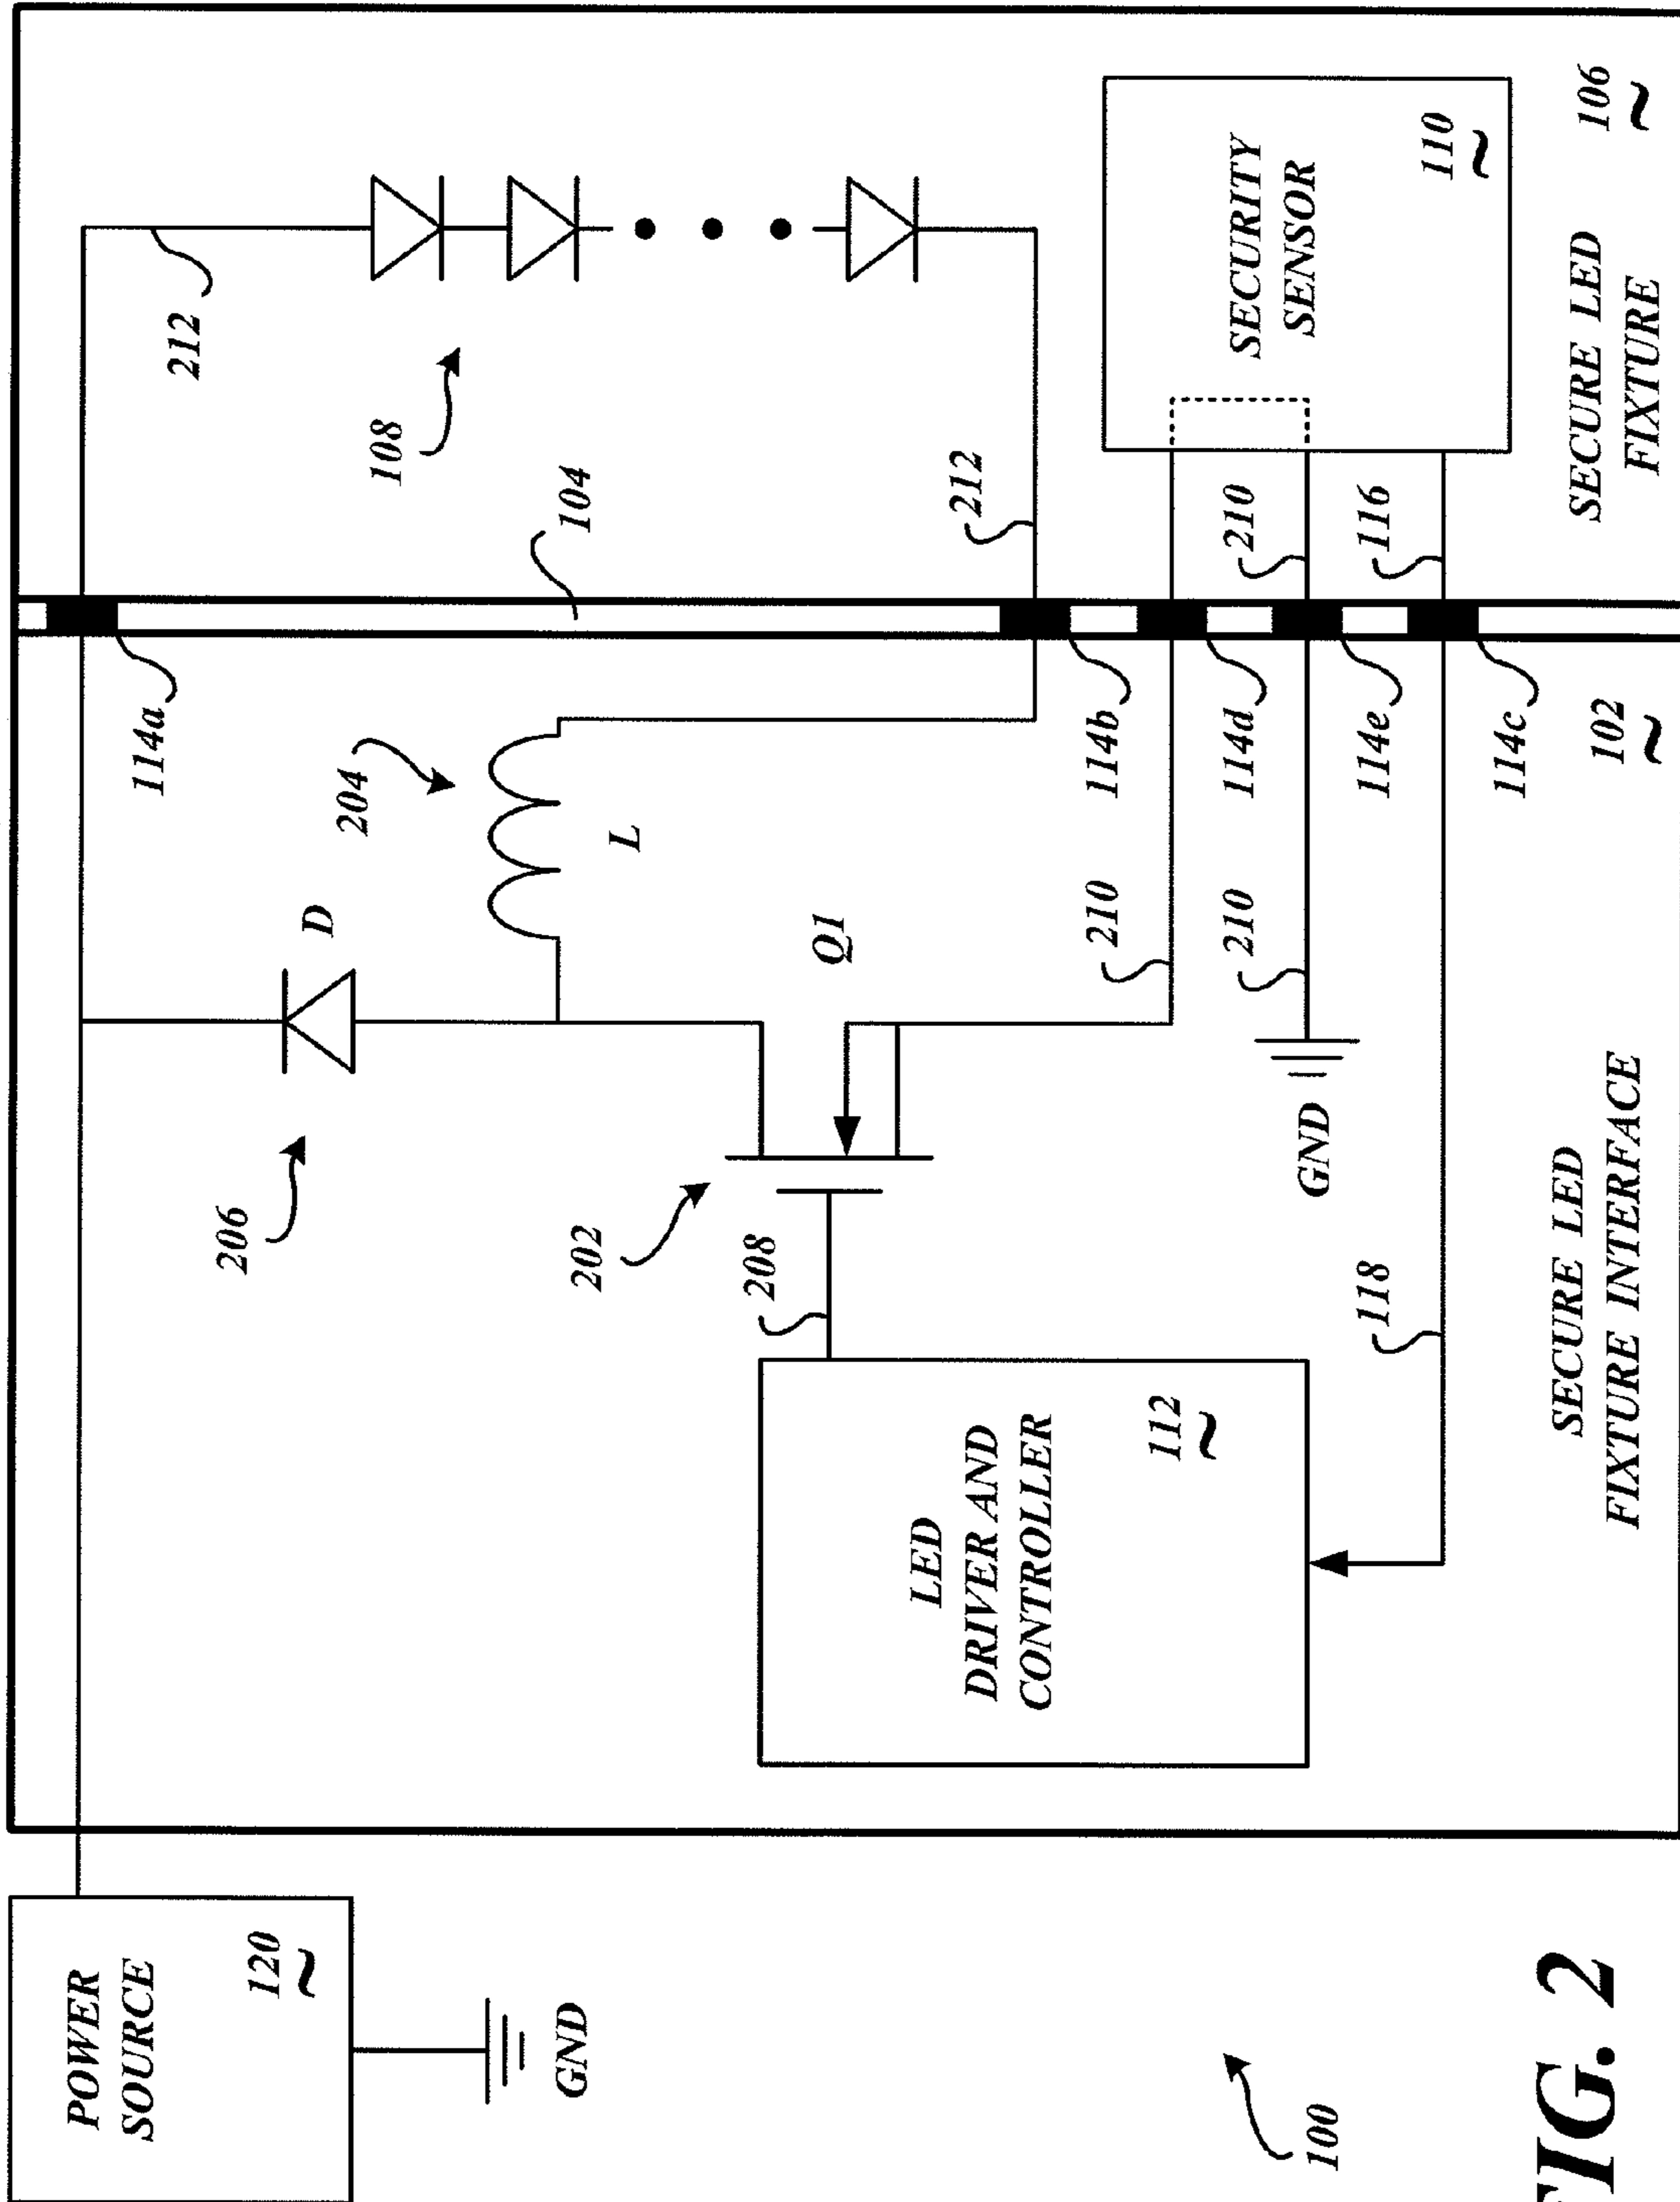 POWER
SOURCE
120
GND
100
FIG. 2
206
D
204
L
202
Q1
208
LED
DRIVER AND
CONTROLLER
112
118
GND
210
210
SECURE LED
FIXTURE INTERFACE
102
114a
114b
114d
114e
114c
104
212
108
212
210
116
SECURITY
SENSOR
110
SECURE LED
FIXTURE
106